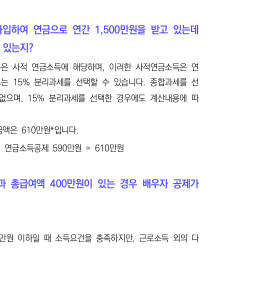 가입하여 연금으로 연간 1,500만원을 받고 있는데
있는지?
은 사적 연금소득에 해당하며, 이러한 사적연금소득은 연
는 15% 분리과세를 선택할 수 있습니다. 종합과세를 선
없으며, 15% 분리과세를 선택한 경우에도 계산내용에 따
금액은 610만원*입니다.
연금소득공제 590만원 = 610만원
과 총급여액 400만원이 있는 경우 배우자 공제가
만원 이하일 때 소득요건을 충족하지만, 근로소득 외의 다